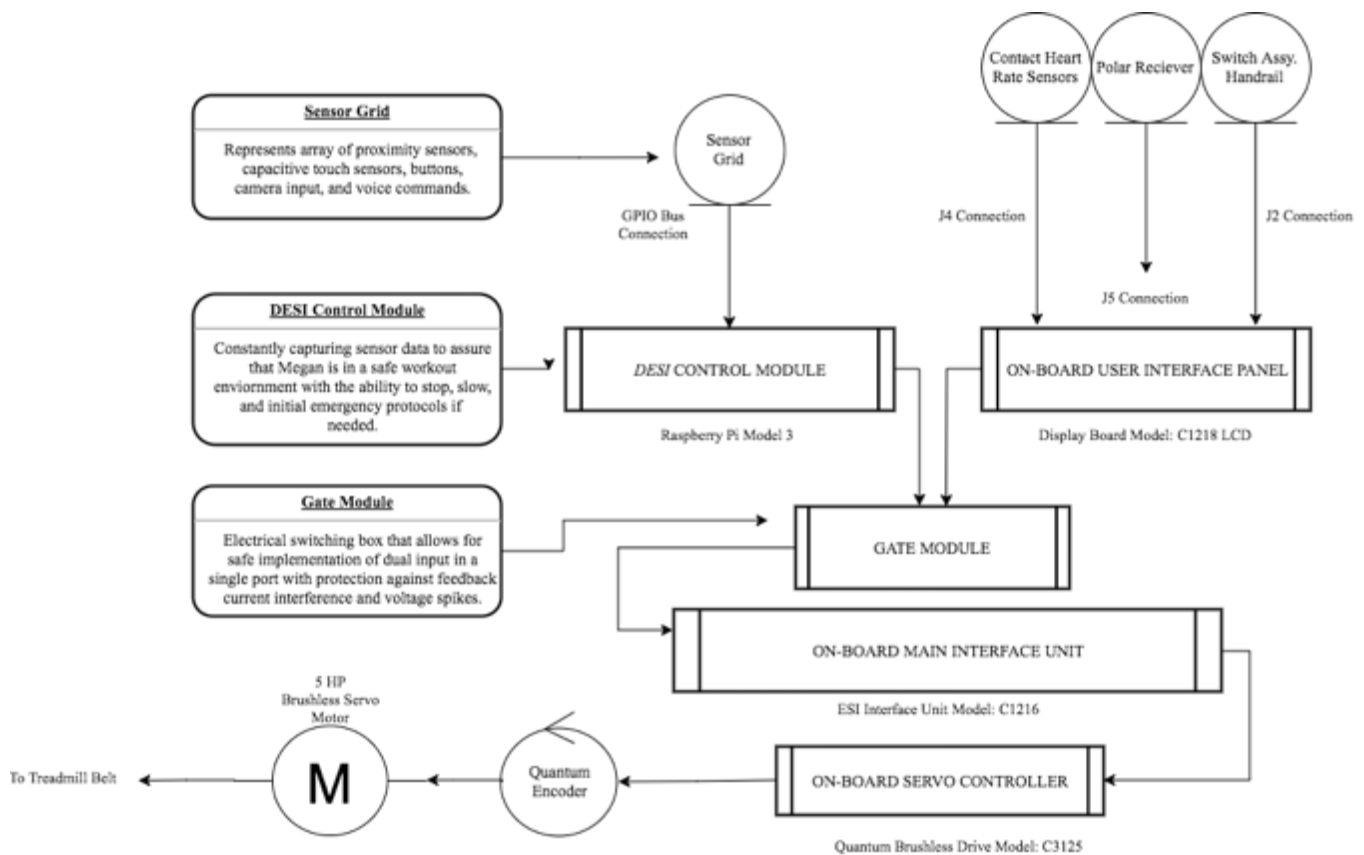 Contact Heart
Rate Sensors
Polar Reciever
Switch Assy.
Handrail
Sensor Grid
Represents array of proximity sensors,
capacitive touch sensors, buttons,
camera input, and voice commands.
Sensor
Grid
GPIO Bus
Connection
J4 Connection
J2 Connection
J5 Connection
DESI Control Module
Constantly capturing sensor data to assure
that Megan is in a safe workout
enviornment with the ability to stop, slow,
and initial emergency protocols if
needed.
DESI CONTROL MODULE
Raspberry Pi Model 3
ON-BOARD USER INTERFACE PANEL
Display Board Model: C1218 LCD
Gate Module
Electrical switching box that allows for
safe implementation of dual input in a
single port with protection against feedback
current interference and voltage spikes.
GATE MODULE
ON-BOARD MAIN INTERFACE UNIT
ESI Interface Unit Model: C1216
5 HP
Brushless Servo
Motor
To Treadmill Belt
M
Quantum
Encoder
ON-BOARD SERVO CONTROLLER
Quantum Brushless Drive Model: C3125